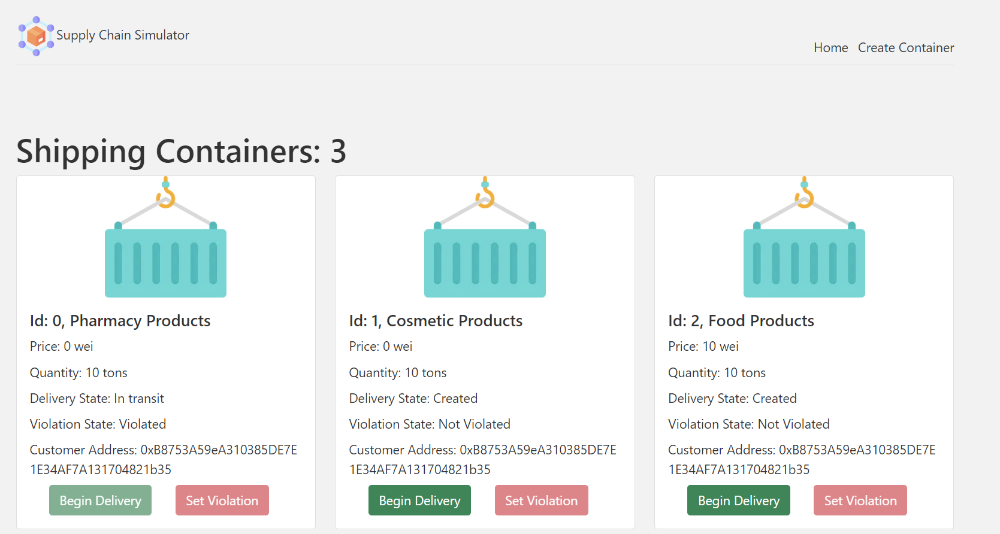 Supply Chain Simulator
Home Create Container
Shipping Containers: 3
Id: 0, Pharmacy Products
Price: 0 wei
Quantity: 10 tons
Delivery State: In transit
Violation State: Violated
Customer Address: 0xB8753A59eA310385DE7E
1E34AF7A131704821b35
Begin Delivery Set Violation
Id: 1, Cosmetic Products
Price: 0 wei
Quantity: 10 tons
Delivery State: Created
Violation State: Not Violated
Customer Address: 0xB8753A59eA310385DE7E
1E34AF7A131704821b35
Begin Delivery Set Violation
Id: 2, Food Products
Price: 10 wei
Quantity: 10 tons
Delivery State: Created
Violation State: Not Violated
Customer Address: 0xB8753A59eA310385DE7E
1E34AF7A131704821b35
Begin Delivery Set Violation